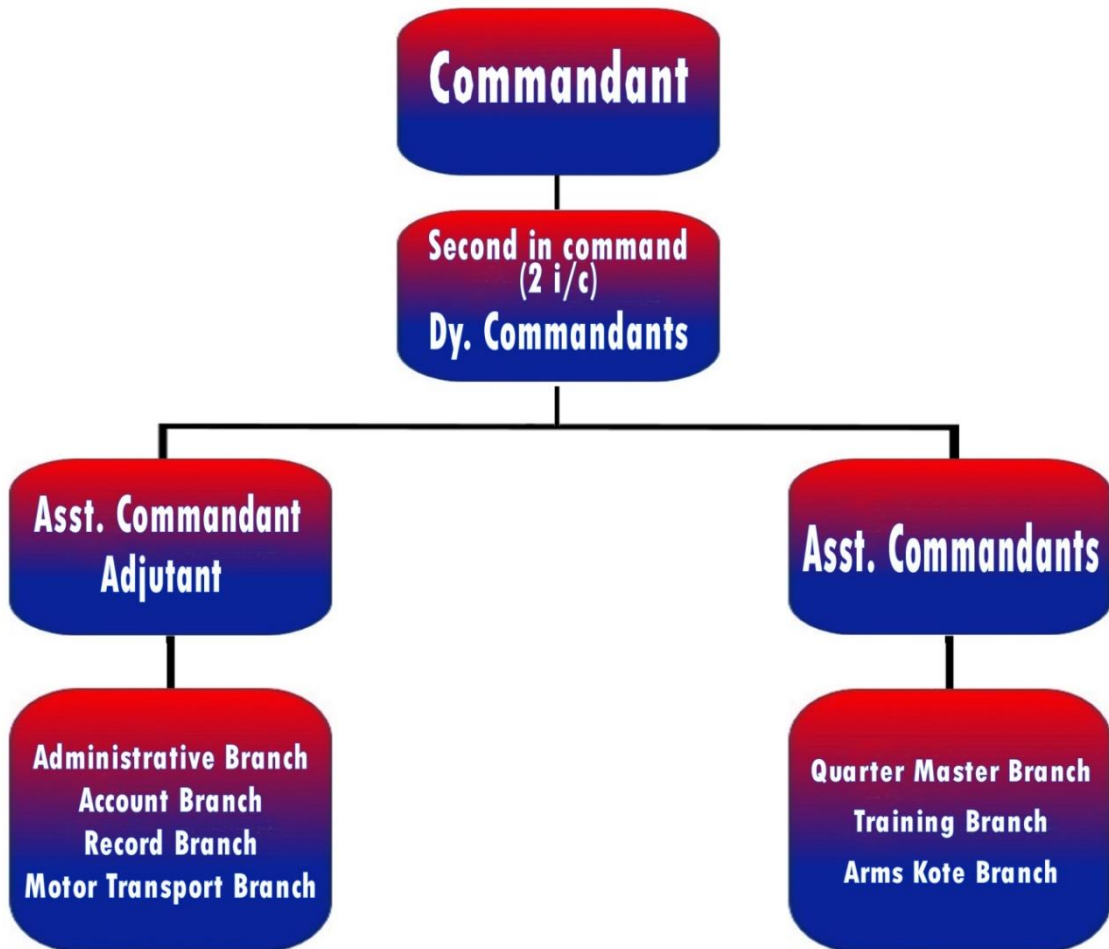 Commandant
Second in command
(2 i/c)
Dy. Commandants
Asst. Commandant
Adjutant
Asst. Commandants
Administrative Branch
Account Branch
Record Branch
Motor Transport Branch
Quarter Master Branch
Training Branch
Arms Kote Branch